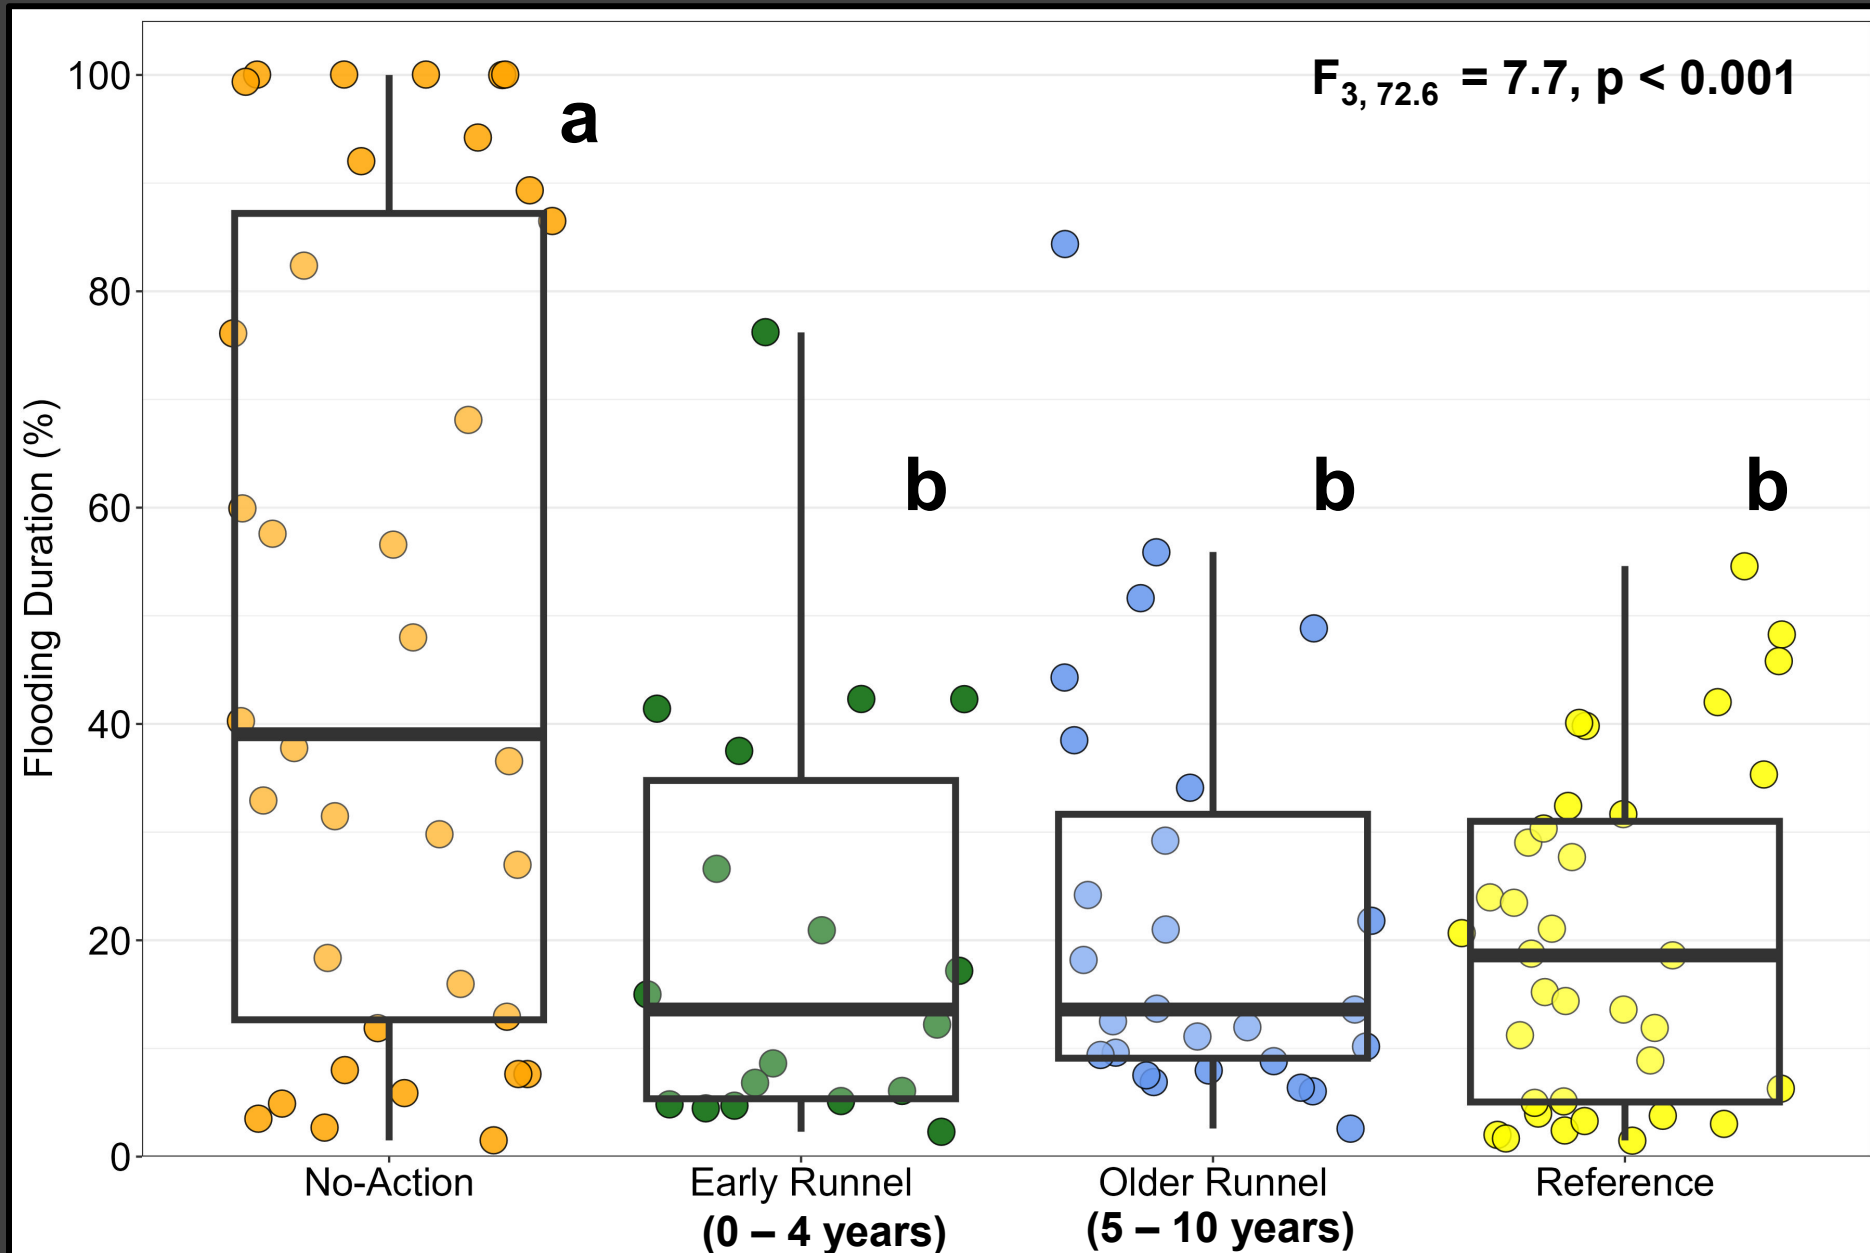 F3, 72.6 = 7.7, p < 0.001
100
80
60
40
20
0
Flooding Duration (%)
a
b
b
b
No-Action
Early Runnel
Older Runnel
Reference
(0 – 4 years)
(5 – 10 years)